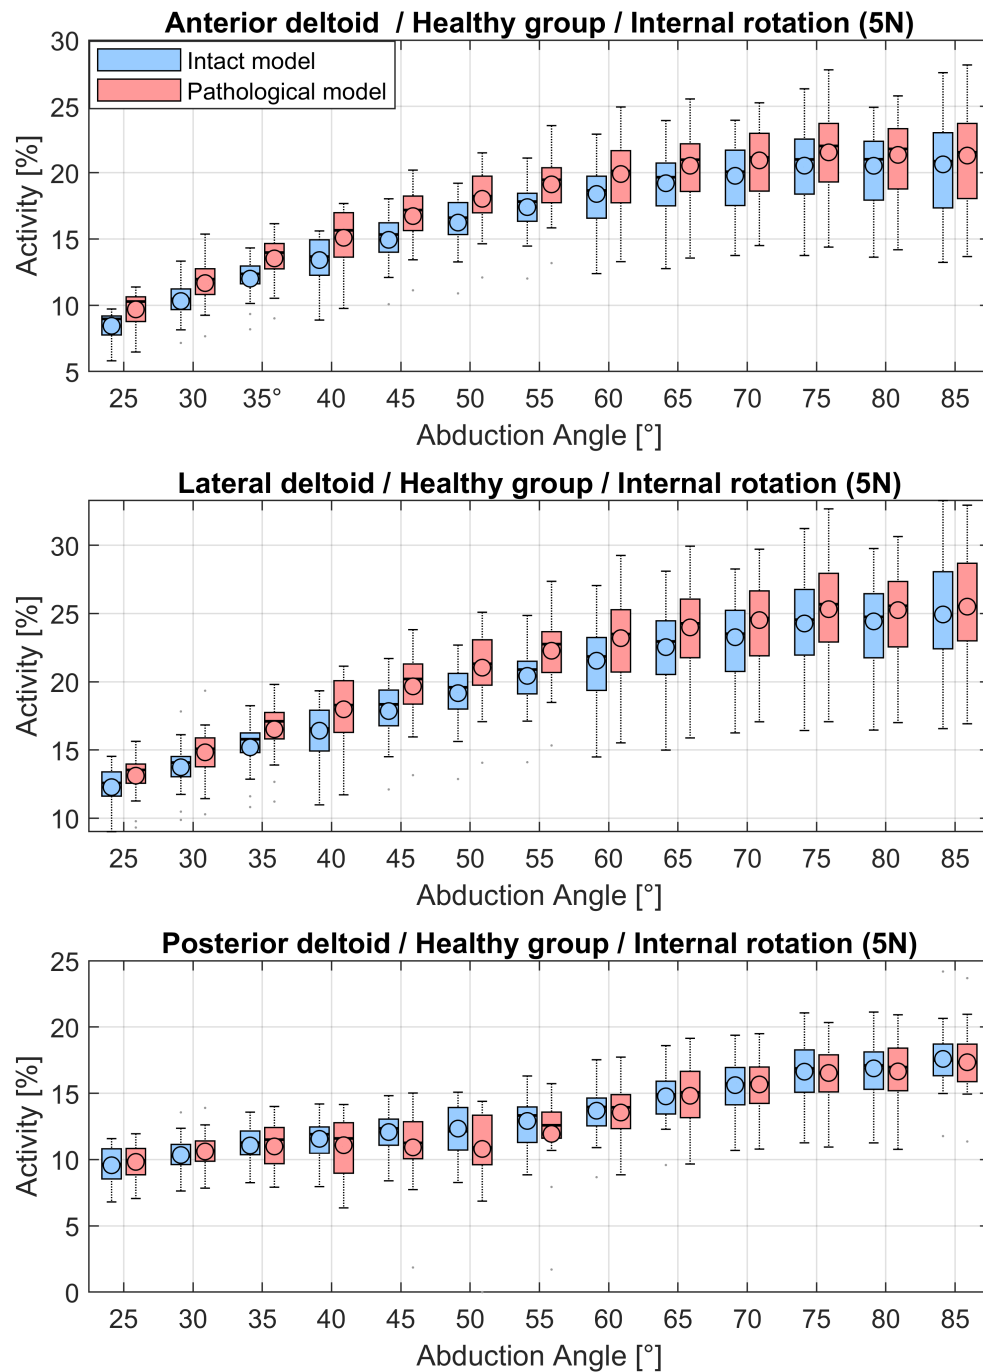 Anterior deltoid / Healthy group / Internal rotation (5N)
Intact model
Pathological model
Activity [%]
30
25
20
15
10
5
25 30 35° 40 45 50 55 60 65 70 75 80 85
Abduction Angle [°]
Lateral deltoid / Healthy group / Internal rotation (5N)
Activity [%]
30
25
20
15
10
25 30 35 40 45 50 55 60 65 70 75 80 85
Abduction Angle [°]
Posterior deltoid / Healthy group / Internal rotation (5N)
Activity [%]
25
20
15
10
5
0
25 30 35 40 45 50 55 60 65 70 75 80 85
Abduction Angle [°]